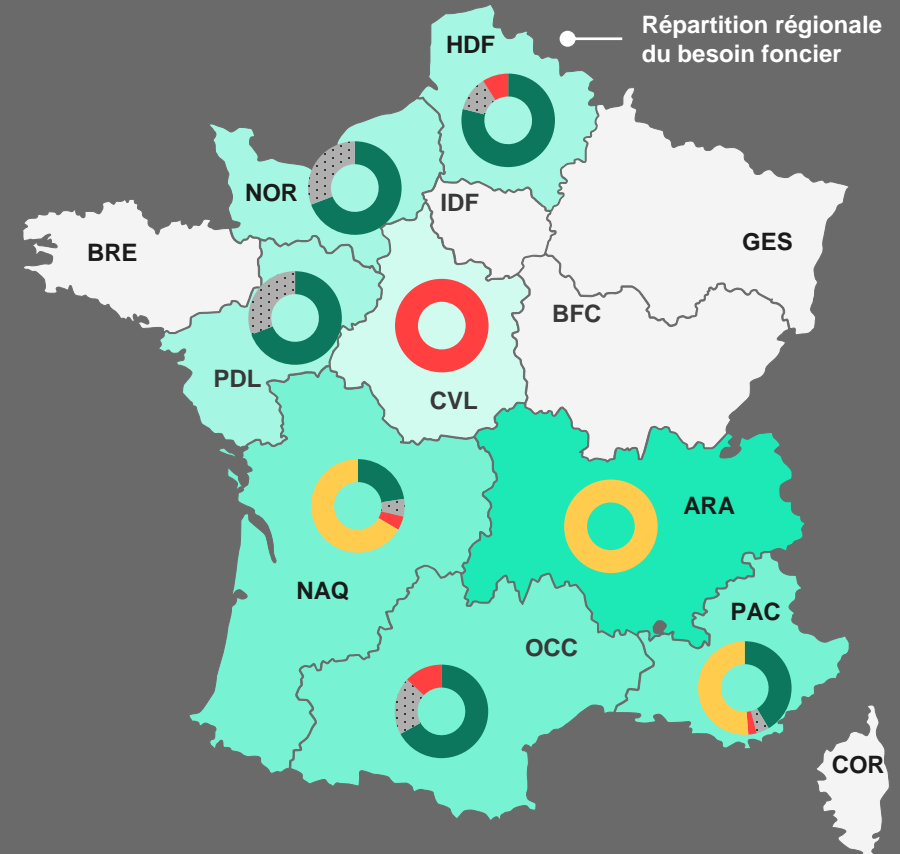 Répartition régionale
du besoin foncier
HDF
NOR
IDF
BRE
GES
BFC
PDL
CVL
ARA
NAQ
PAC
OCC
COR